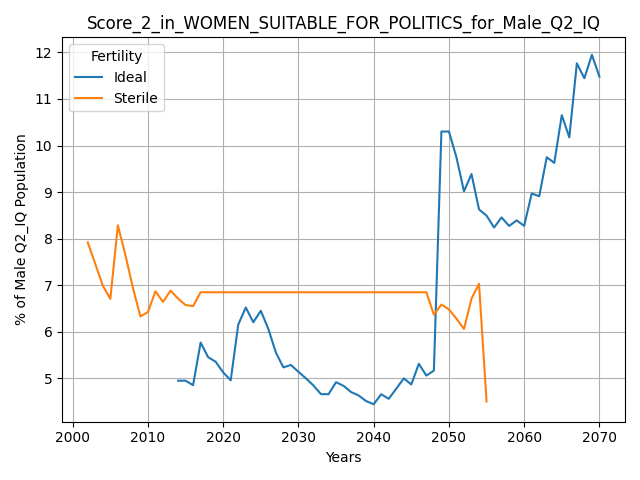 Score_2_in_WOMEN_SUITABLE_FOR_POLITICS_for_Male_Q2_IQ
Fertility
Ideal
Sterile
% of Male Q2_IQ Population
12
11
10
9
8
7
6
5
2000 2010 2020 2030 2040 2050 2060 2070
Years